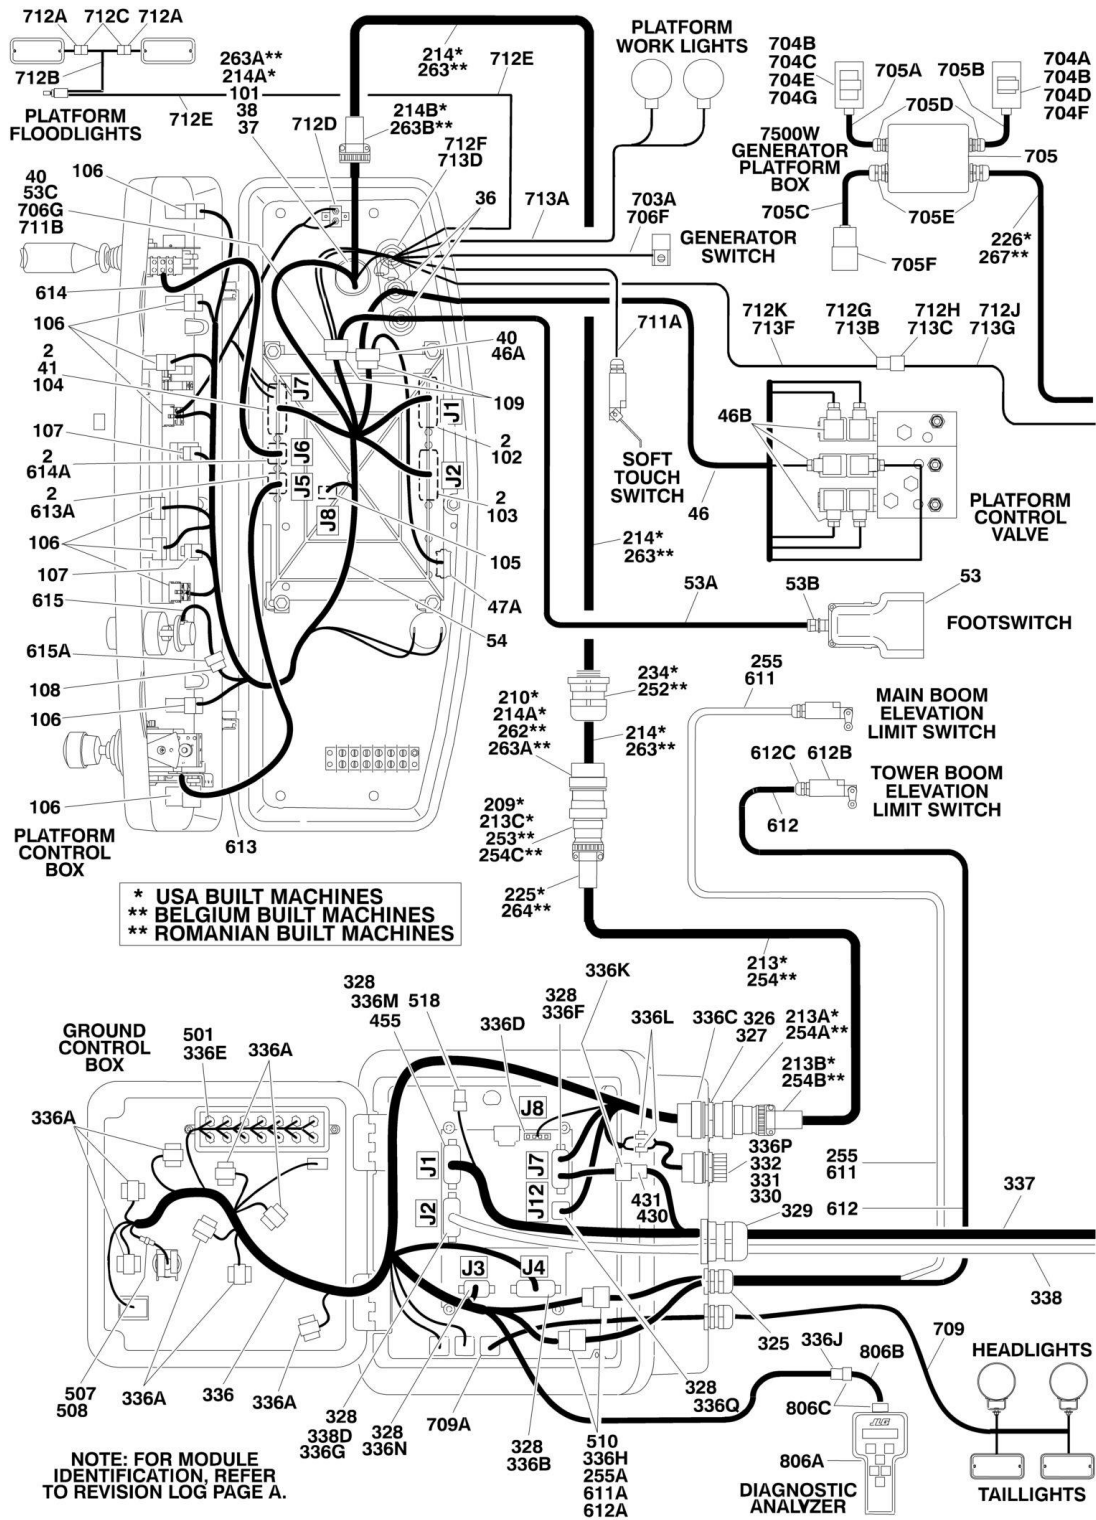 712A
712C
712A
712B
712E
PLATFORM
FLOODLIGHTS
263A**
214A*
101
38
37
712D
214*
263**
712E
214B*
263B**
712F
713D
36
713A
PLATFORM
WORK LIGHTS
703A
706F
GENERATOR
SWITCH
704B
704C
704E
704G
705A
705B
704A
704B
704D
704F
705D
7500W
GENERATOR
PLATFORM
BOX
705
705C
705E
705F
226*
267**
40
53C
706G
711B
106
614
106
2
41
104
107
2
614A
2
613A
106
107
615
615A
108
106
106
PLATFORM
CONTROL
BOX
613
J7
J6
J5
J8
J1
J2
40
46A
109
2
102
2
103
105
47A
54
711A
SOFT
TOUCH
SWITCH
712K
713F
712G
713B
712H
713C
712J
713G
46B
46
PLATFORM
CONTROL
VALVE
214*
263**
53A
53B
53
FOOTSWITCH
234*
252**
255
611
MAIN BOOM
ELEVATION
LIMIT SWITCH
210*
214A*
262**
263A**
214*
263**
612C
612B
612
TOWER BOOM
ELEVATION
LIMIT SWITCH
209*
213C*
253**
254C**
225*
264**
* USA BUILT MACHINES
** BELGIUM BUILT MACHINES
** ROMANIAN BUILT MACHINES
213*
254**
GROUND
CONTROL
BOX
501
336E
336A
336A
328
336M
455
518
336D
328
336F
336K
336L
336C
326
327
213A*
254A**
213B*
254B**
J8
J1
J2
J7
J12
J3
J4
431
430
336P
332
331
330
329
255
611
612
337
338
325
336J
806B
709
HEADLIGHTS
507
508
336A
336
336A
328
338D
336G
328
336N
709A
328
336B
510
336H
255A
611A
612A
328
336Q
806C
JLG
806A
DIAGNOSTIC
ANALYZER
TAILLIGHTS
NOTE: FOR MODULE
IDENTIFICATION, REFER
TO REVISION LOG PAGE A.